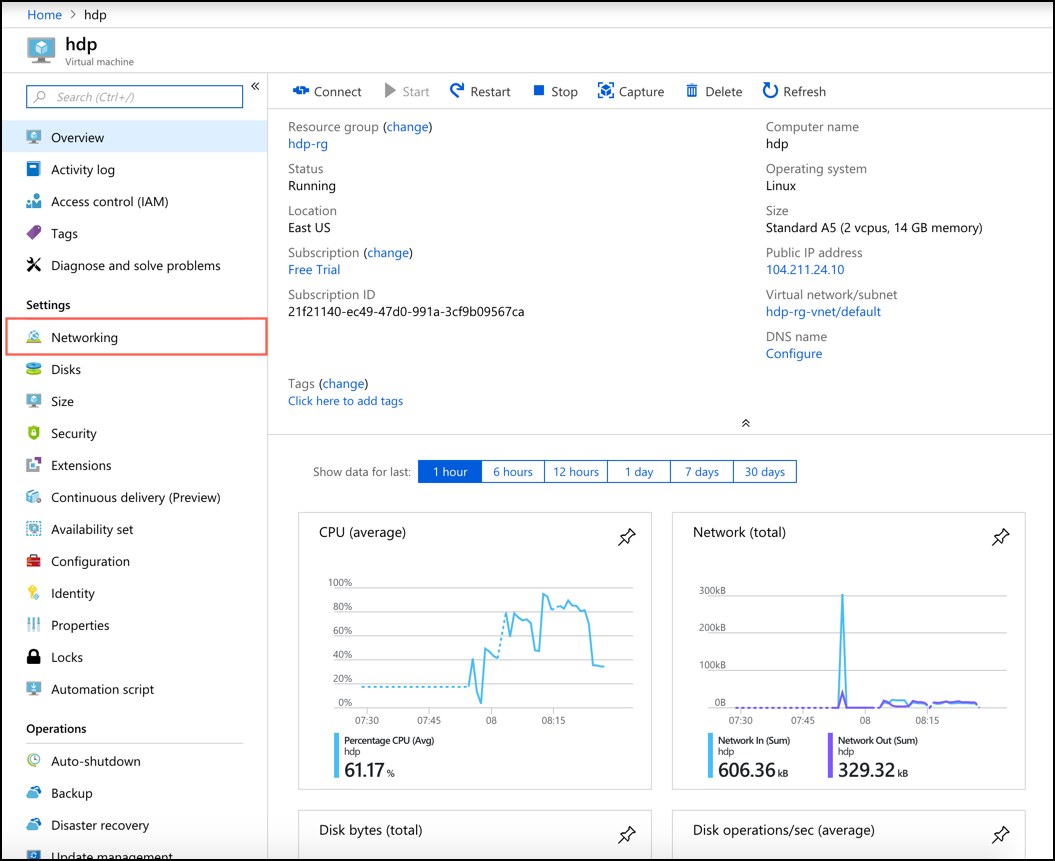 Home > hdp
hdp
Virtual machine
Search (Ctrl+/)
«
Overview
Activity log
Access control (IAM)
Tags
Diagnose and solve problems
Settings
Networking
Disks
Size
Security
Extensions
Continuous delivery (Preview)
Availability set
Configuration
Identity
Properties
Locks
Automation script
Operations
Auto-shutdown
Backup
Disaster recovery
Update management
Connect Start Restart Stop Capture Delete Refresh
Resource group (change)
hdp-rg
Status
Running
Location
East US
Subscription (change)
Free Trial
Subscription ID
21f21140-ec49-47d0-991a-3cf9b09567ca
Computer name
hdp
Operating system
Linux
Size
Standard A5 (2 vcpus, 14 GB memory)
Public IP address
104.211.24.10
Virtual network/subnet
hdp-rg-vnet/default
DNS name
Configure
Tags (change)
Click here to add tags
Show data for last: 1 hour 6 hours 12 hours 1 day 7 days 30 days
CPU (average)
100%
80%
60%
40%
20%
0%
07:30 07:45 08 08:15
Percentage CPU (Avg)
hdp
61.17 %
Network (total)
300kB
200kB
100kB
0B
07:30 07:45 08 08:15
Network In (Sum)
hdp
606.36 kB
Network Out (Sum)
hdp
329.32 kB
Disk bytes (total)
Disk operations/sec (average)